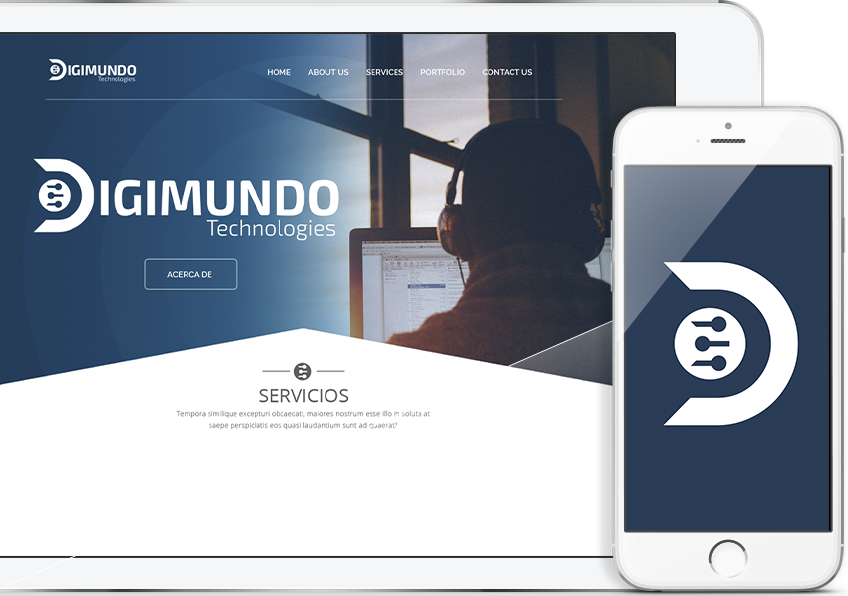 DIGIMUNDO
Technologies
HOME ABOUT US SERVICES PORTFOLIO CONTACT US
DIGIMUNDO
Technologies
ACERCA DE
SERVICIOS
Tempora similique excepturi obcaecati, maiores nostrum esse illo in soluta at
saepe perspiciatis eos quasi laudantium sunt ad quaerat?